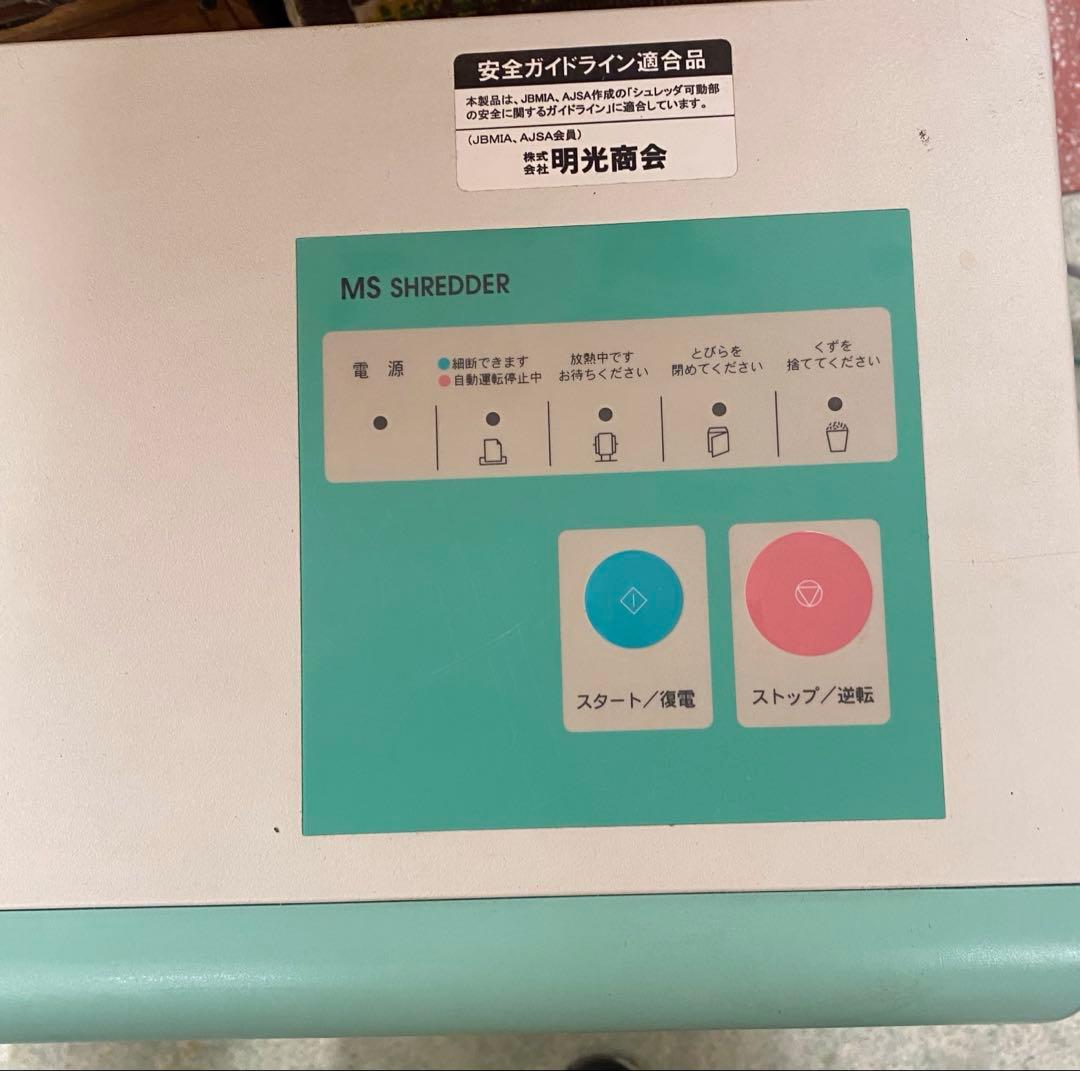 安全ガイドライン適合品
本製品は、JBMIA、AJSA作成の「シュレッダ可動部
の安全に関するガイドライン」に適合しています。
(JBMIA、AJSA会員)
株式会社 明光商会
MS SHREDDER
電源
細断できます
自動運転停止中
放熱中です
お待ちください
とびらを
閉めてください
くずを
捨ててください
スタート/復電
ストップ/逆転